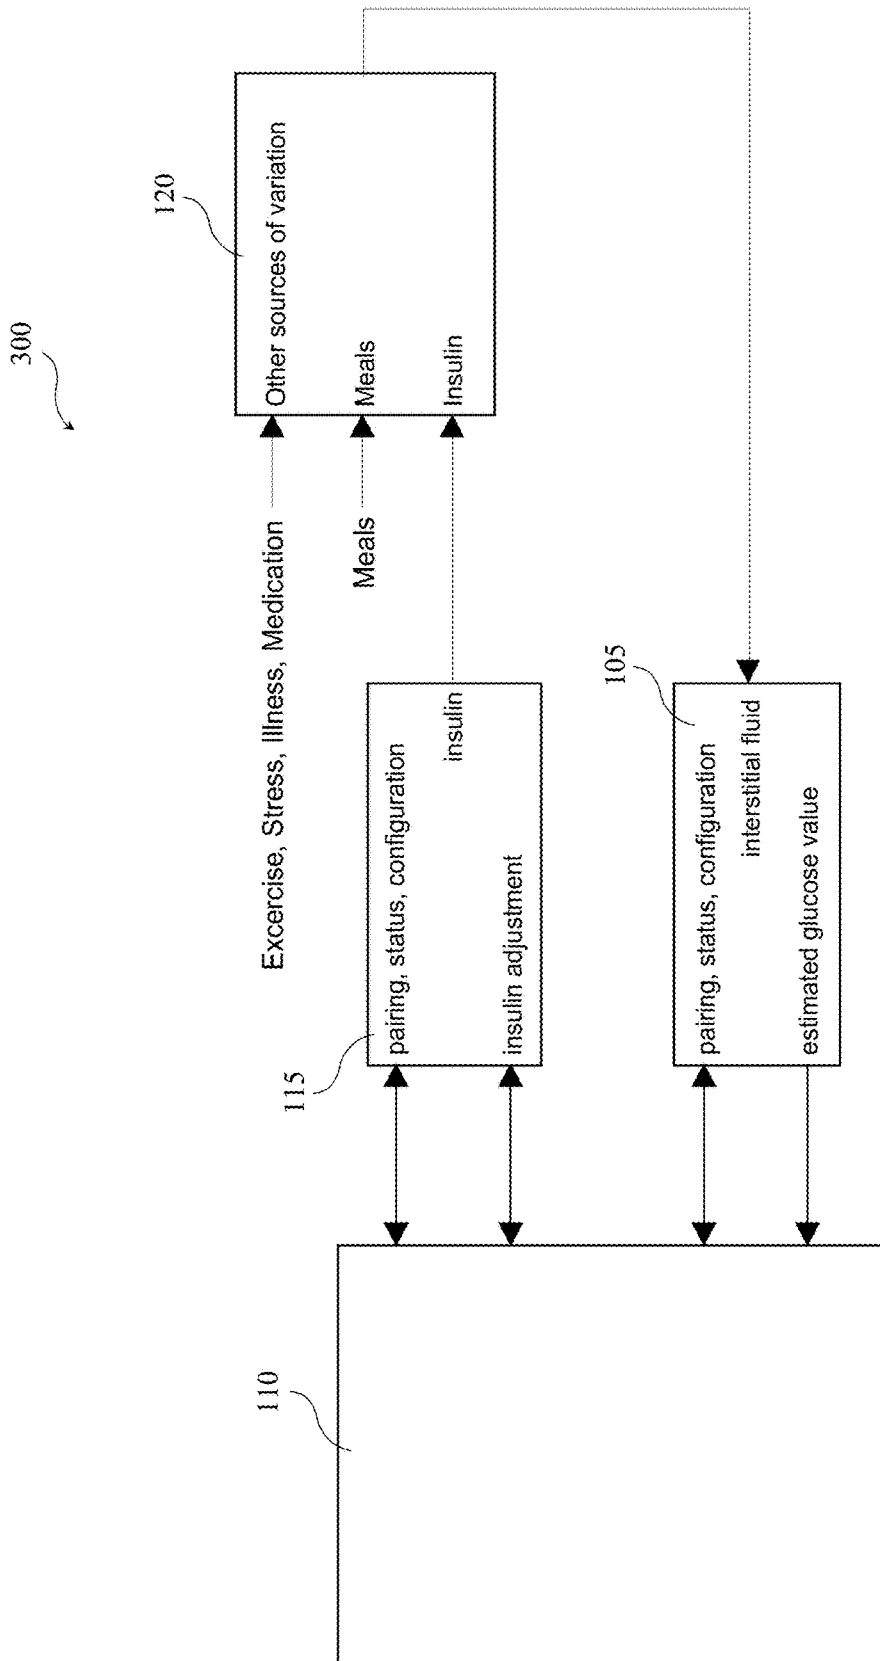 300
120
Other sources of variation
Meals
Insulin
Excercise, Stress, Illness, Medication
Meals
115
pairing, status, configuration
insulin
insulin adjustment
105
pairing, status, configuration
interstitial fluid
estimated glucose value
110